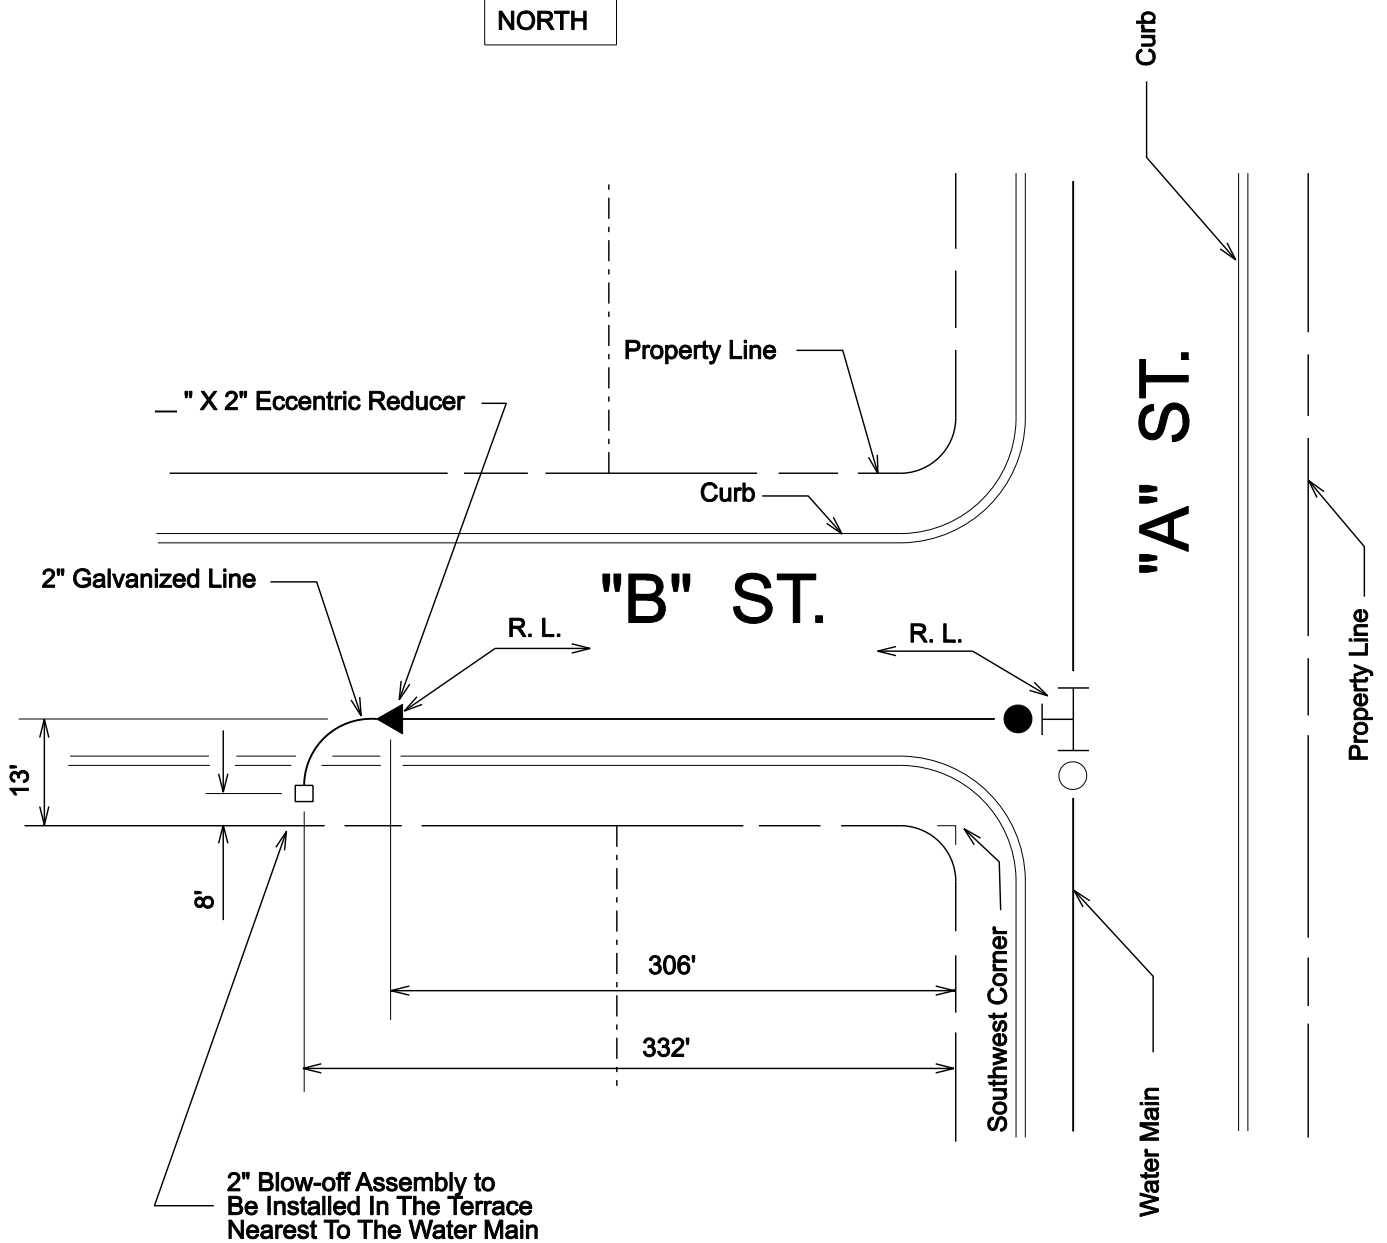 NORTH
Curb
Property Line
_ " X 2" Eccentric Reducer
"A" ST.
Curb
2" Galvanized Line
"B" ST.
R. L.
R. L.
Property Line
13'
8'
306'
332'
Southwest Corner
Water Main
2" Blow-off Assembly to
Be Installed In The Terrace
Nearest To The Water Main